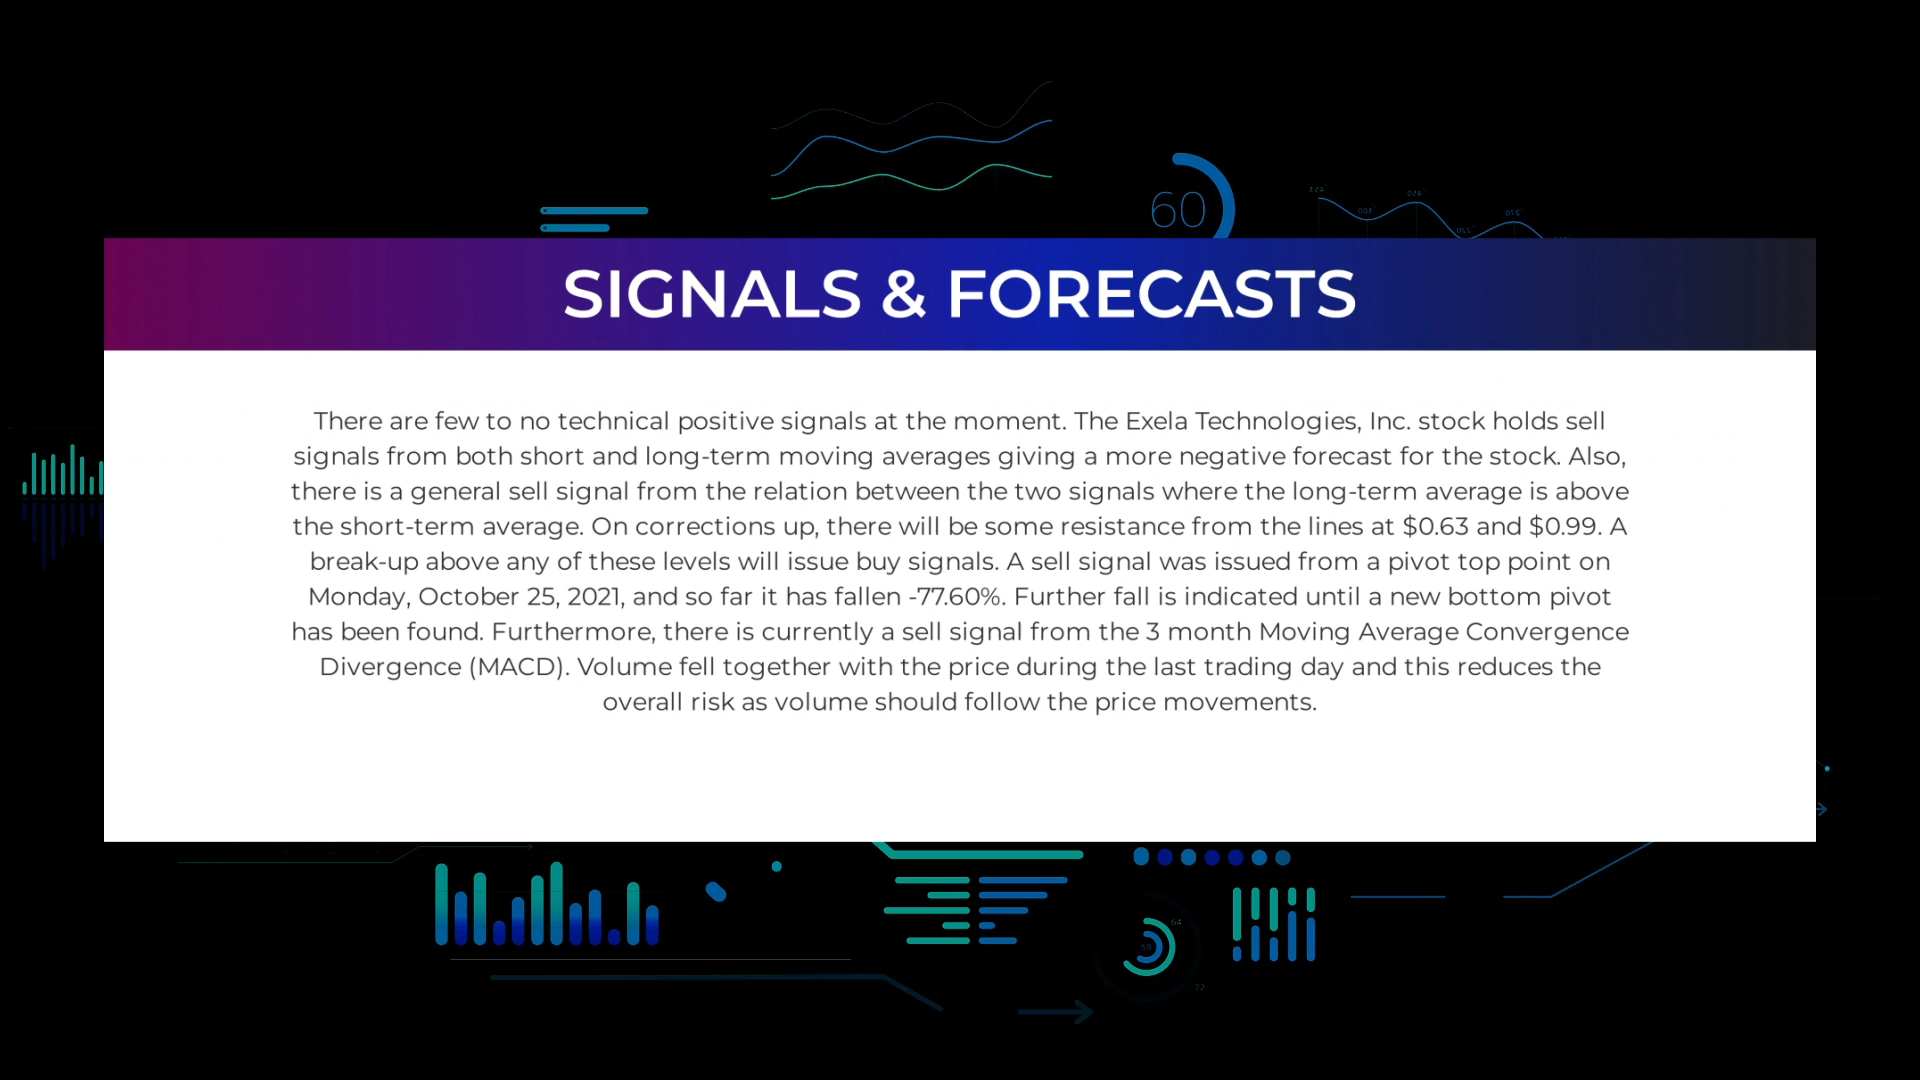 60
SIGNALS & FORECASTS
There are few to no technical positive signals at the moment. The Exela Technologies, Inc. stock holds sell
signals from both short and long-term moving averages giving a more negative forecast for the stock. Also,
there is a general sell signal from the relation between the two signals where the long-term average is above
the short-term average. On corrections up, there will be some resistance from the lines at $0.63 and $0.99. A
break-up above any of these levels will issue buy signals. A sell signal was issued from a pivot top point on
Monday, October 25, 2021, and so far it has fallen -77.60%. Further fall is indicated until a new bottom pivot
has been found. Furthermore, there is currently a sell signal from the 3 month Moving Average Convergence
Divergence (MACD). Volume fell together with the price during the last trading day and this reduces the
overall risk as volume should follow the price movements.
64
72